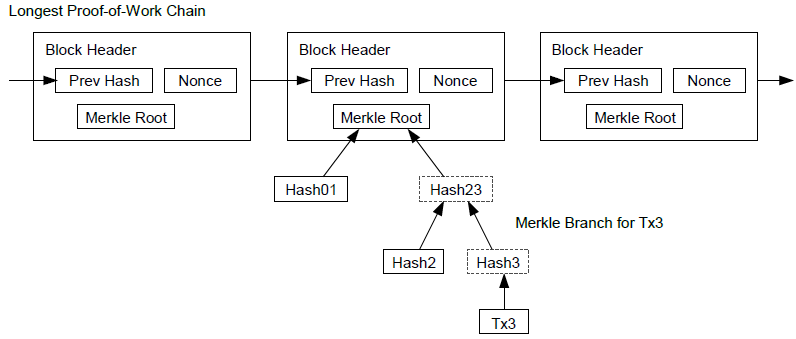 Longest Proof-of-Work Chain
Block Header
Prev Hash
Nonce
Merkle Root
Block Header
Prev Hash
Nonce
Merkle Root
Block Header
Prev Hash
Nonce
Merkle Root
Hash01
Hash23
Merkle Branch for Tx3
Hash2
Hash3
Tx3